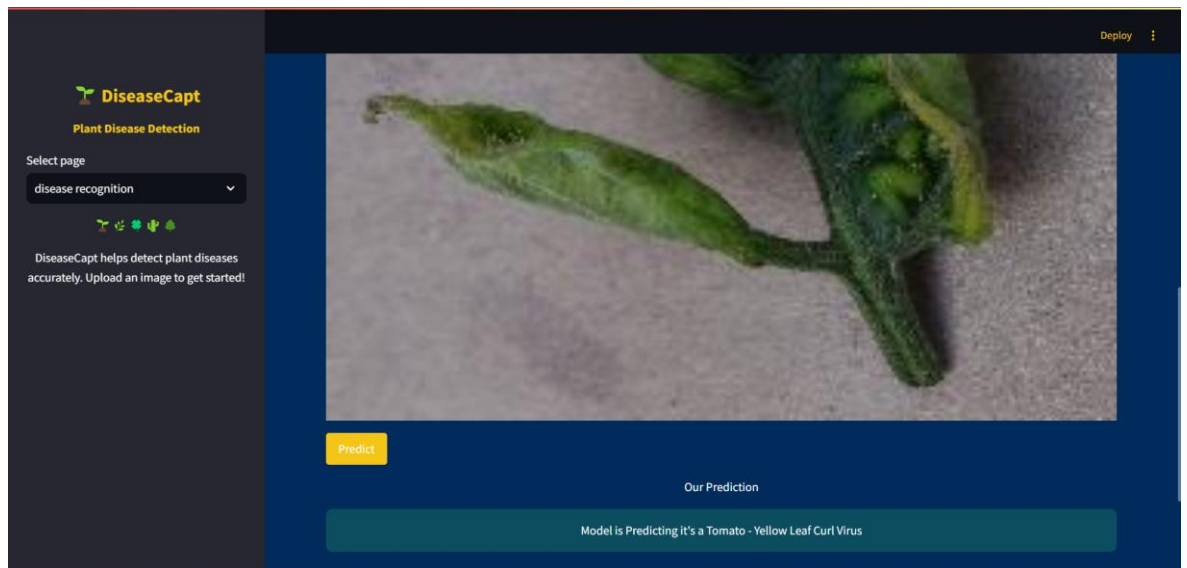 Deploy
DiseaseCapt
Plant Disease Detection
Select page
disease recognition
DiseaseCapt helps detect plant diseases
accurately. Upload an image to get started!
Predict
Our Prediction
Model is Predicting it's a Tomato - Yellow Leaf Curl Virus